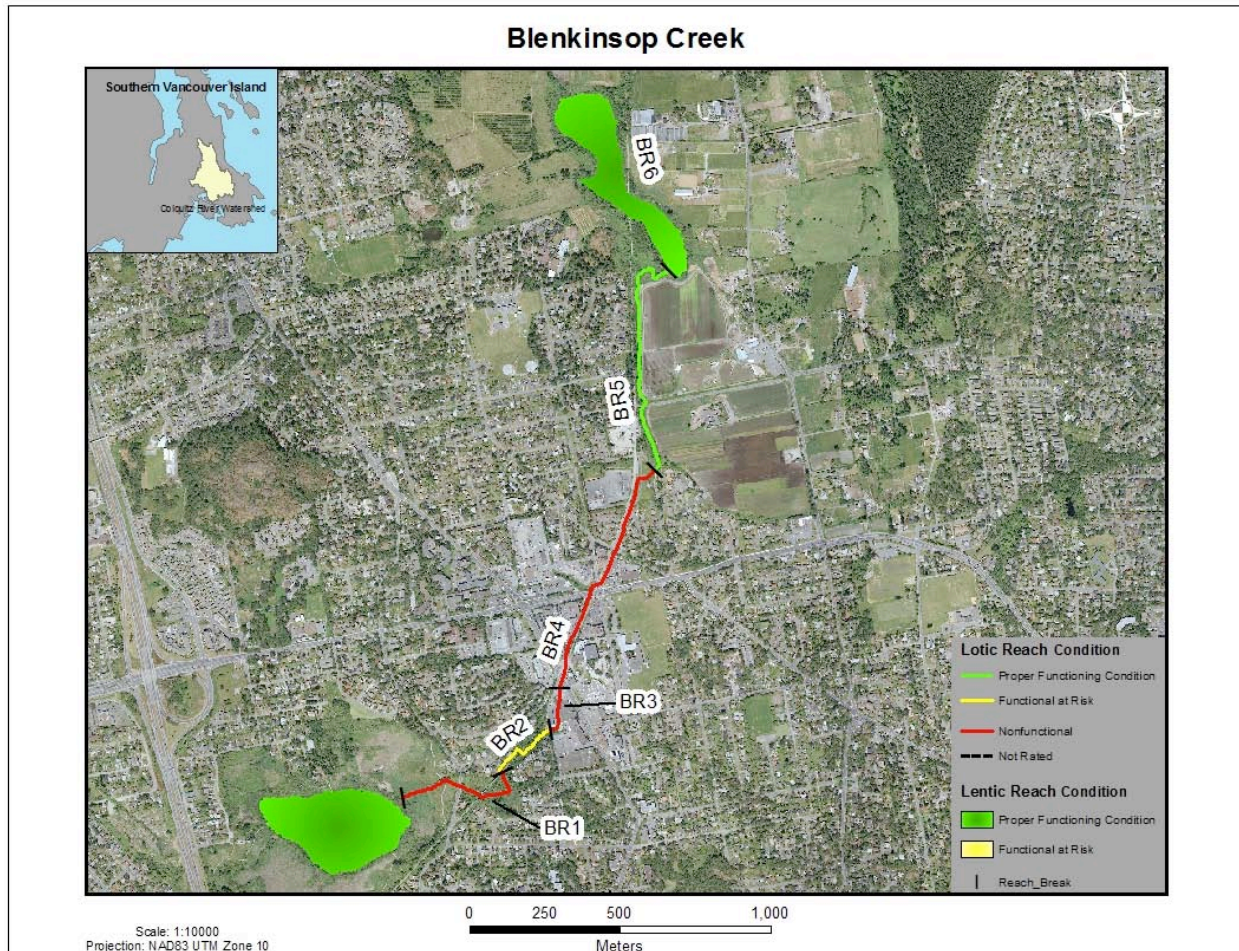 Blenkinsop Creek
Southern Vancouver Island
Colquitz River Watershed
BR6
BR5
BR4
BR3
BR2
BR1
Lotic Reach Condition
Proper Functioning Condition
Functional at Risk
Nonfunctional
Not Rated
Lentic Reach Condition
Proper Functioning Condition
Functional at Risk
Reach_Break
0 250 500 1,000
Meters
Scale: 1:10000
Projection: NAD83 UTM Zone 10